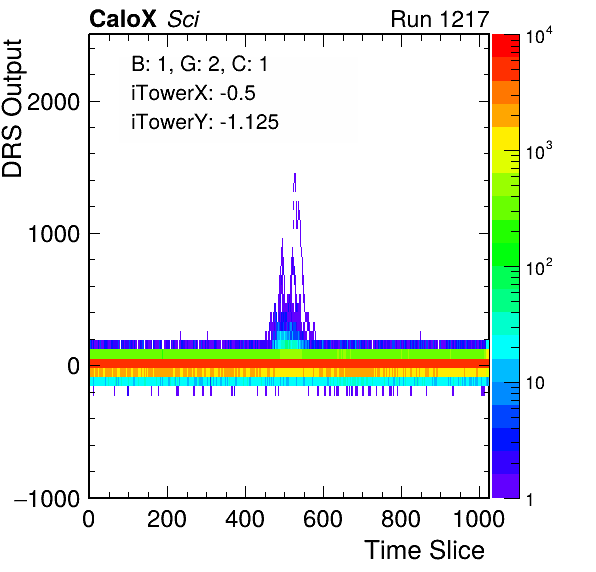 CaloX Sci Run 1217
B: 1, G: 2, C: 1
iTowerX: -0.5
iTowerY: -1.125
DRS Output
2000
1000
0
−1000
0 200 400 600 800 1000
Time Slice
10^4
10^3
10^2
10
1